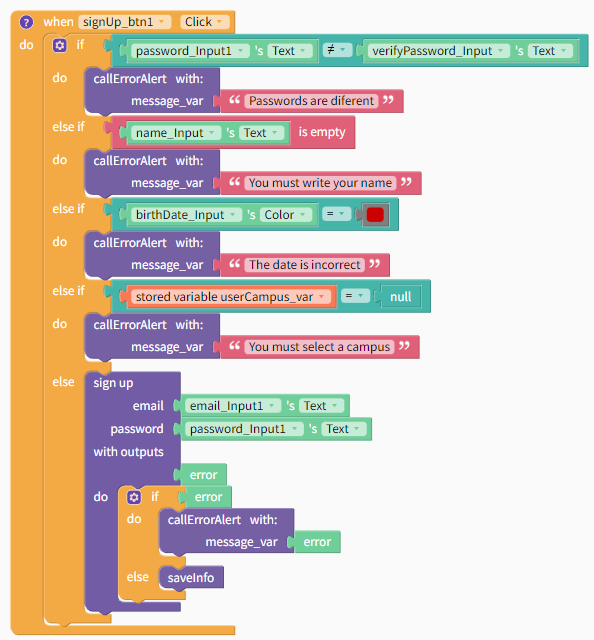 ? when signUp_btn1 Click
do if password_Input1 's Text ≠ verifyPassword_Input 's Text
do callErrorAlert with:
message_var “ Passwords are diferent ”
else if name_Input 's Text is empty
do callErrorAlert with:
message_var “ You must write your name ”
else if birthDate_Input 's Color =
do callErrorAlert with:
message_var “ The date is incorrect ”
else if stored variable userCampus_var = null
do callErrorAlert with:
message_var “ You must select a campus ”
else sign up
email email_Input1 's Text
password password_Input1 's Text
with outputs
error
do if error
do callErrorAlert with:
message_var error
else saveInfo